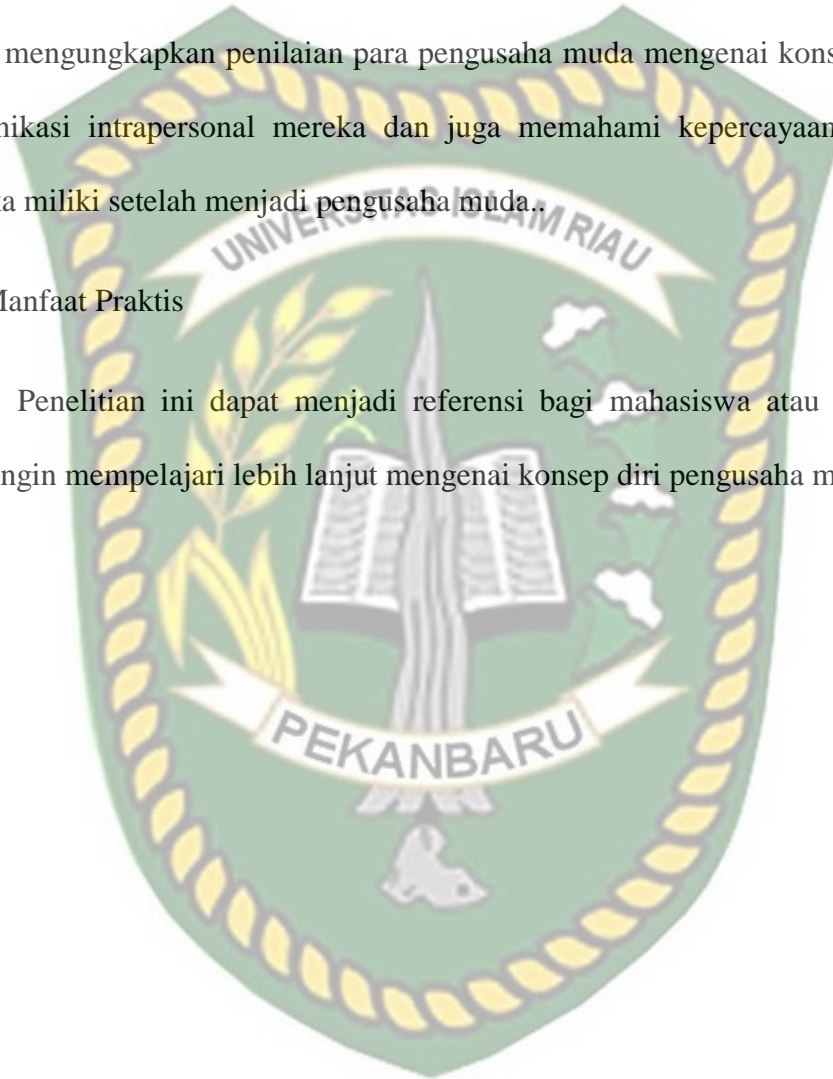 mengungkapkan penilaian para pengusaha muda mengenai kons
nikasi intrapersonal mereka dan juga memahami kepercayaan
ka miliki setelah menjadi pengusaha muda..
UNIVERSITAS ISLAM RIAU
Manfaat Praktis
Penelitian ini dapat menjadi referensi bagi mahasiswa atau
ngin mempelajari lebih lanjut mengenai konsep diri pengusaha m
PEKANBARU